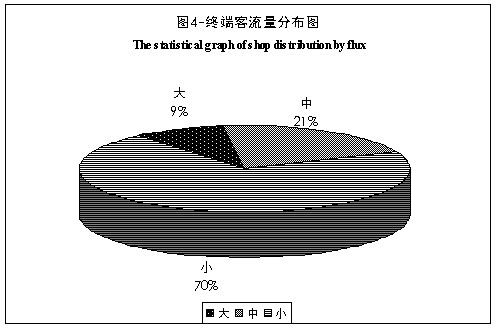 图4-终端客流量分布图
The statistical graph of shop distribution by flux
大
9%
中
21%
小
70%
大 中 小